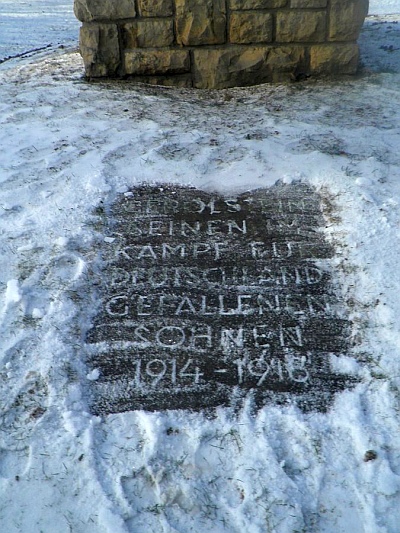 GEROLSTEIN
SEINEN IM
KAMPF FÜR
DEUTSCHLAND
GEFALLENEN
SÖHNEN
1914-1918